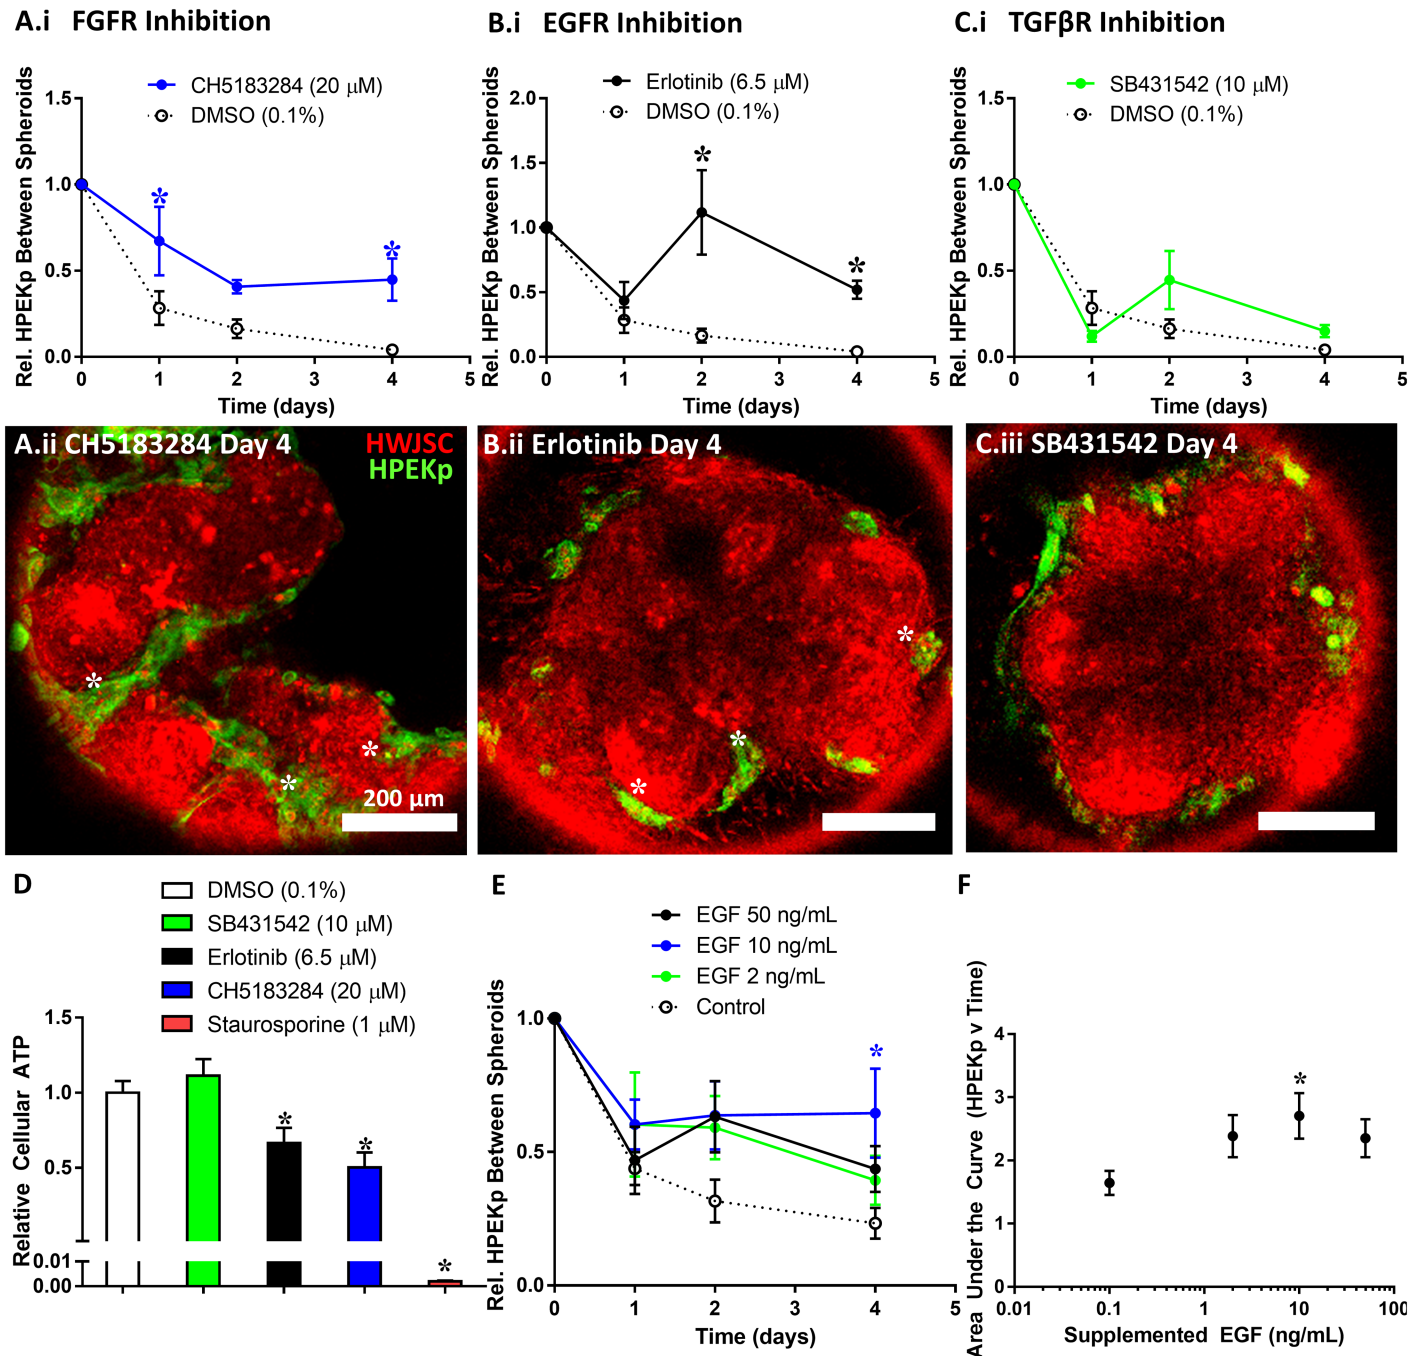 A.i FGFR Inhibition
CH5183284 (20 μM)
DMSO (0.1%)
Rel. HPEKp Between Spheroids
1.5
1.0
0.5
0.0
0 1 2 3 4 5
Time (days)
*
*
B.i EGFR Inhibition
Erlotinib (6.5 μM)
DMSO (0.1%)
Rel. HPEKp Between Spheroids
2.0
1.5
1.0
0.5
0.0
0 1 2 3 4 5
Time (days)
*
*
C.i TGFβR Inhibition
SB431542 (10 μM)
DMSO (0.1%)
Rel. HPEKp Between Spheroids
1.5
1.0
0.5
0.0
0 1 2 3 4 5
Time (days)
A.ii CH5183284 Day 4
HWJSC
HPEKp
*
*
*
200 μm
B.ii Erlotinib Day 4
*
*
*
C.iii SB431542 Day 4
D
DMSO (0.1%)
SB431542 (10 μM)
Erlotinib (6.5 μM)
CH5183284 (20 μM)
Staurosporine (1 μM)
Relative Cellular ATP
1.5
1.0
0.5
0.01
0.00
*
*
*
E
EGF 50 ng/mL
EGF 10 ng/mL
EGF 2 ng/mL
Control
Rel. HPEKp Between Spheroids
1.0
0.5
0.0
0 1 2 3 4 5
Time (days)
*
F
Area Under the Curve (HPEKp v Time)
4
3
2
1
0
0.01 0.1 1 10 100
Supplemented EGF (ng/mL)
*